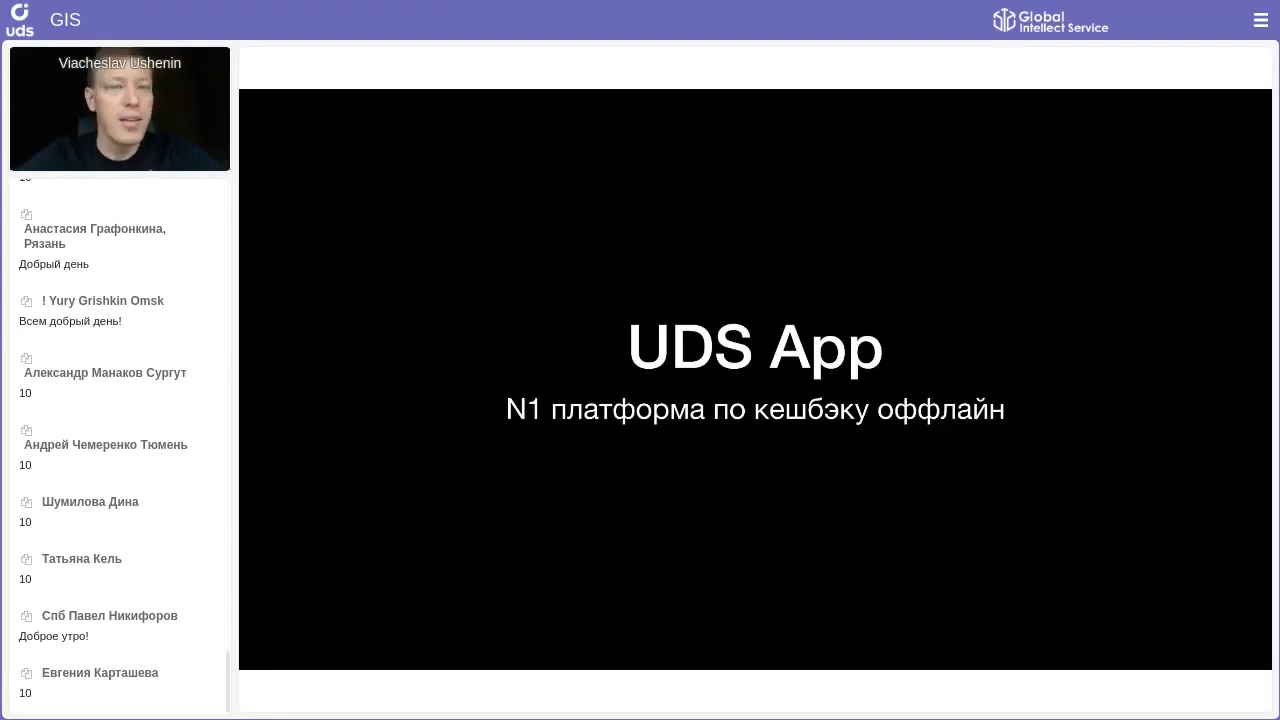 uds
GIS
Global
Intellect Service
Viacheslav Ushenin
Анастасия Графонкина,
Рязань
Добрый день
! Yury Grishkin Omsk
Всем добрый день!
Александр Манаков Сургут
10
Андрей Чемеренко Тюмень
10
Шумилова Дина
10
Татьяна Кель
10
Спб Павел Никифоров
Доброе утро!
Евгения Карташева
10
UDS App
N1 платформа по кешбэку оффлайн